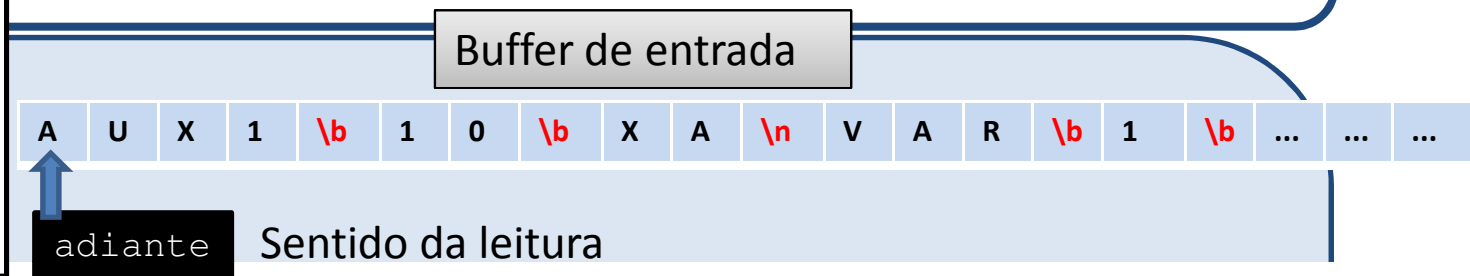 Buffer de entrada
A U X 1 \b 1 0 \b X A \n V A R \b 1 \b ... ... ...
adiante Sentido da leitura